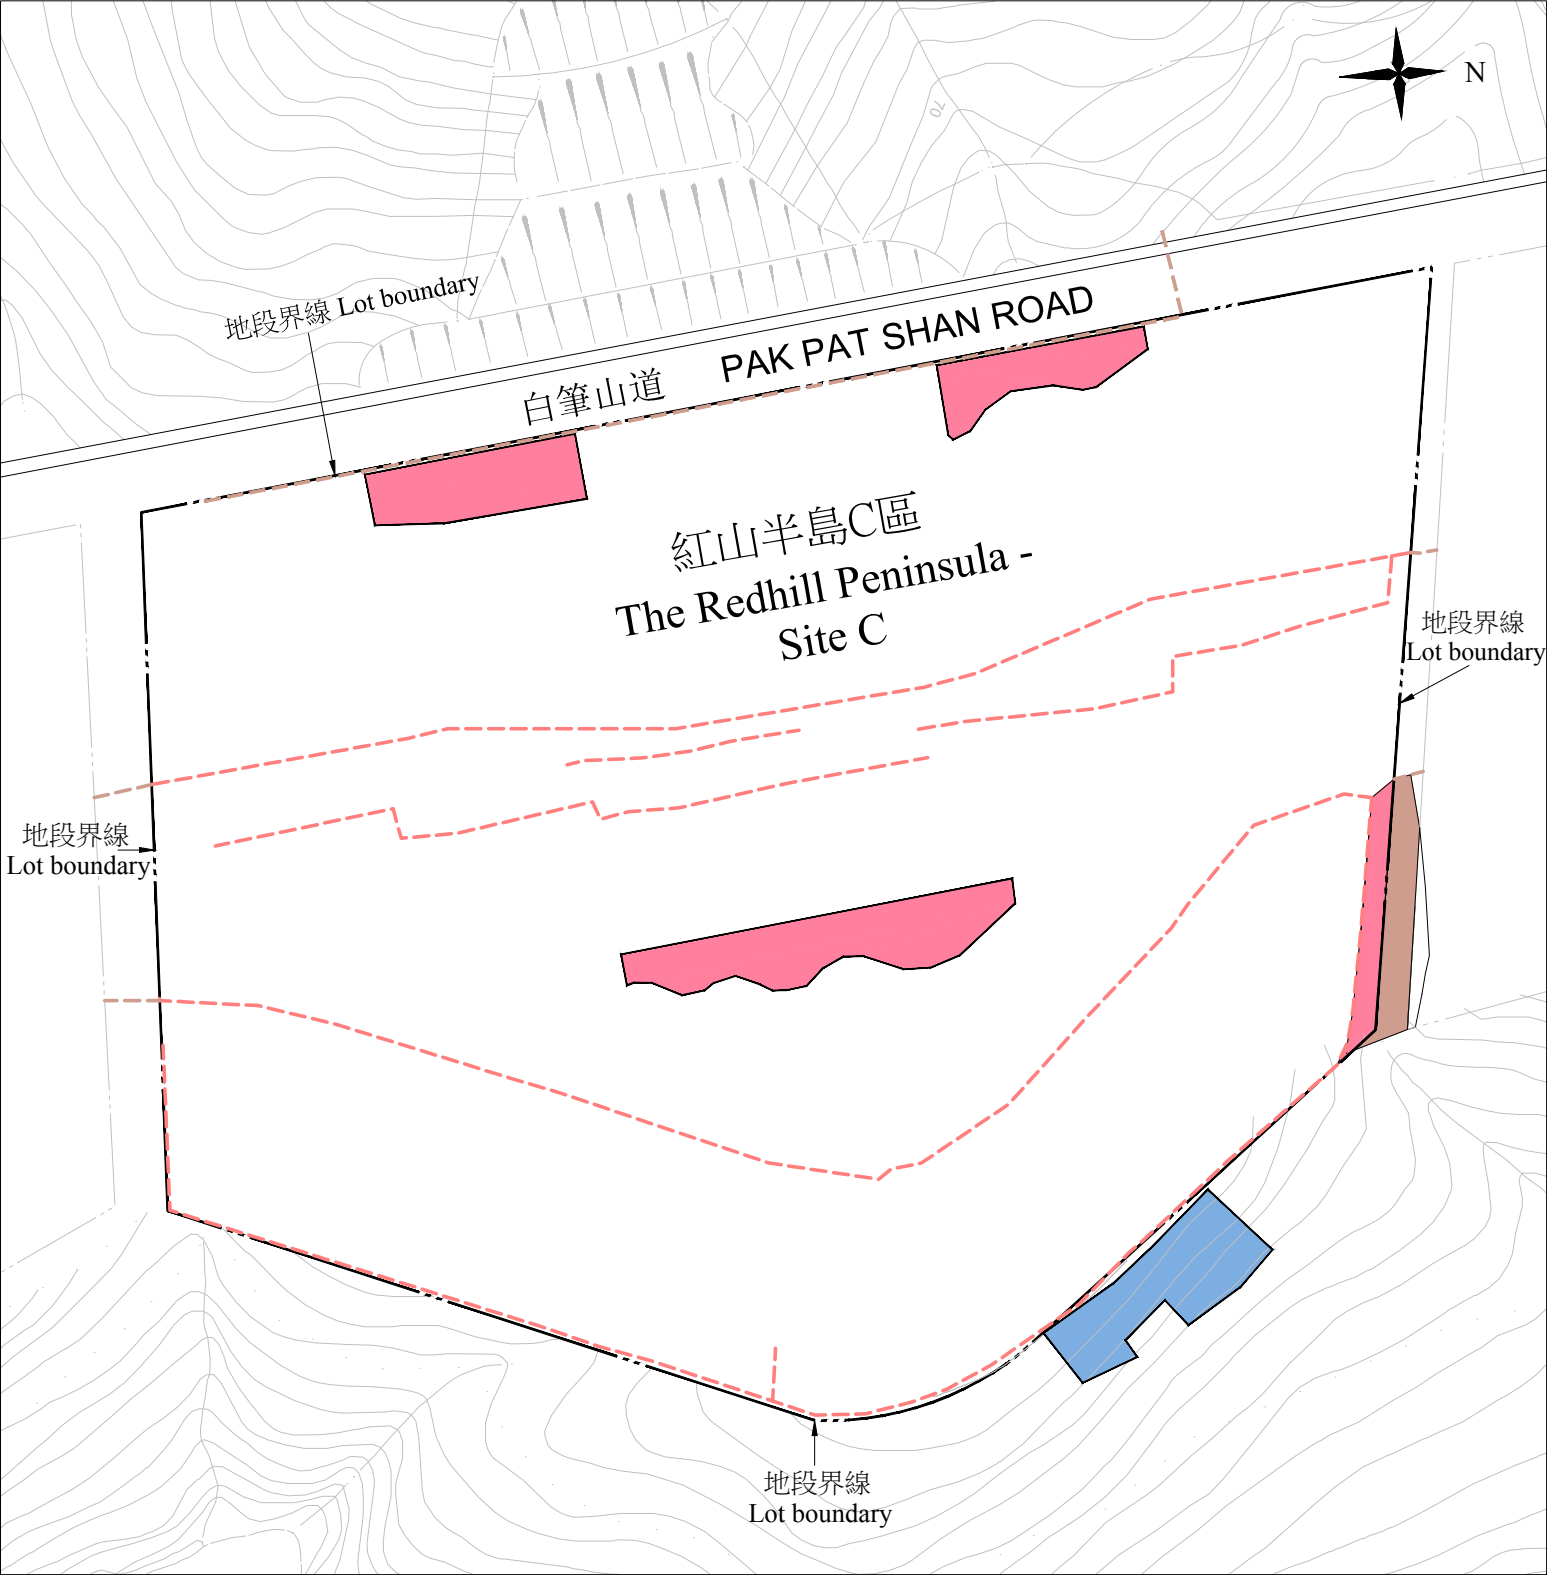 N
70
地段界線 Lot boundary
白筆山道 PAK PAT SHAN ROAD
紅山半島C區
The Redhill Peninsula -
Site C
地段界線
Lot boundary
地段界線
Lot boundary
地段界線
Lot boundary